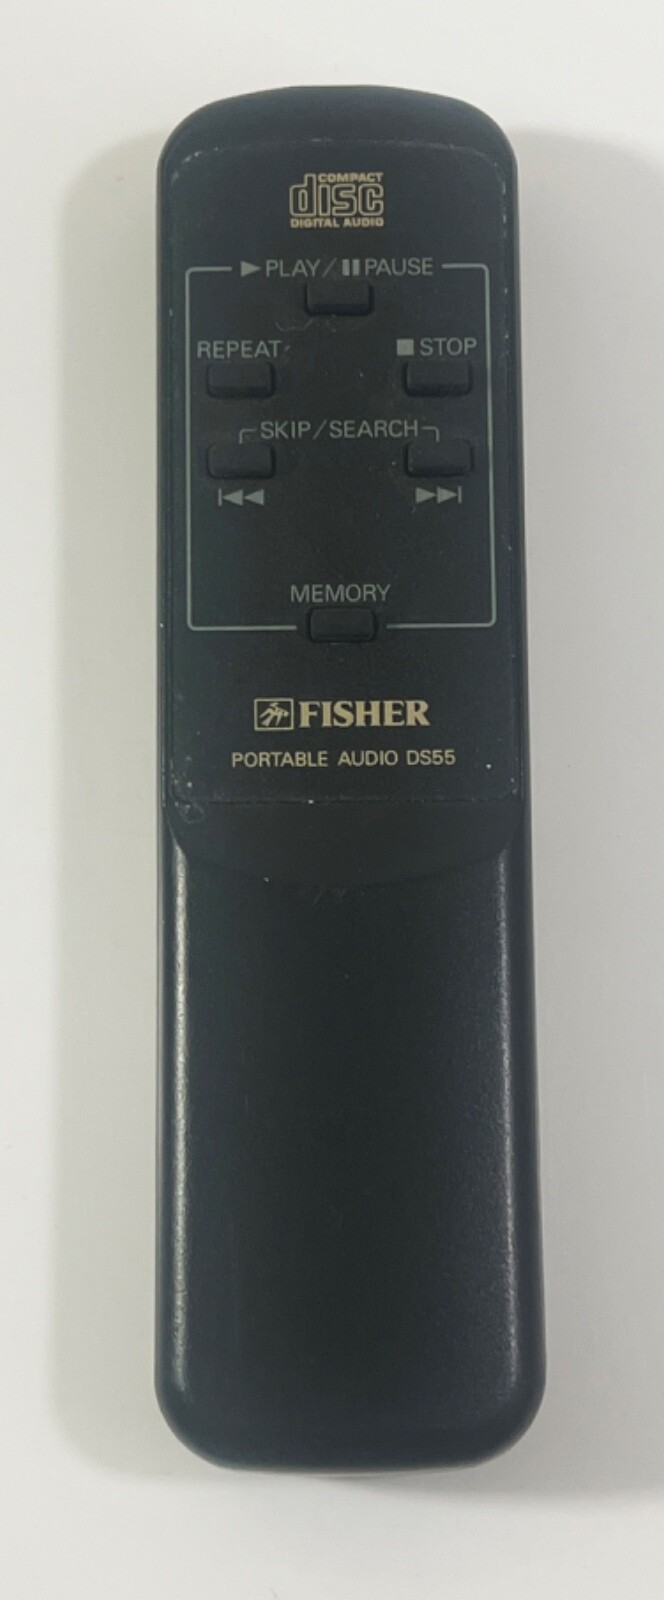 COMPACT
disc
DIGITAL AUDIO
▶PLAY/❚❚PAUSE
REPEAT ■STOP
SKIP/SEARCH
|◀◀ ▶▶|
MEMORY
FISHER
PORTABLE AUDIO DS55